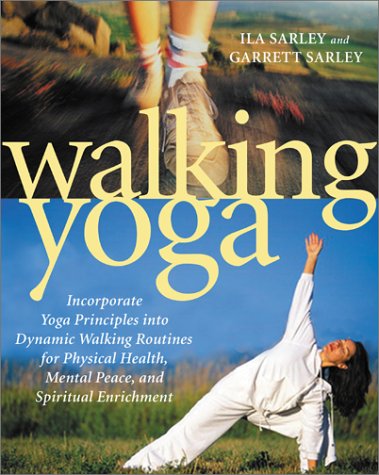 ILA SARLEY and
GARRETT SARLEY
walking
yoga
Incorporate
Yoga Principles into
Dynamic Walking Routines
for Physical Health,
Mental Peace, and
Spiritual Enrichment